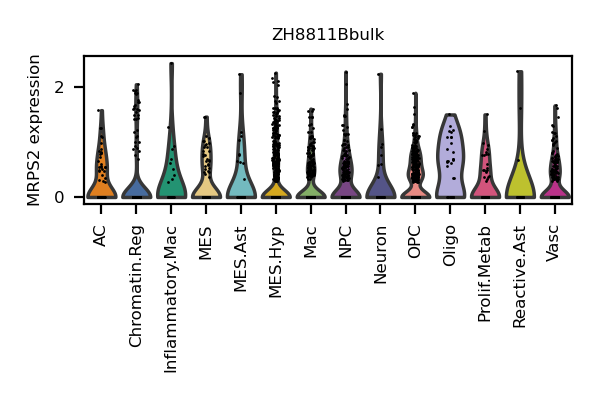 ZH8811Bbulk
MRPS2 expression
2
0
AC
Chromatin.Reg
Inflammatory.Mac
MES
MES.Ast
MES.Hyp
Mac
NPC
Neuron
OPC
Oligo
Prolif.Metab
Reactive.Ast
Vasc